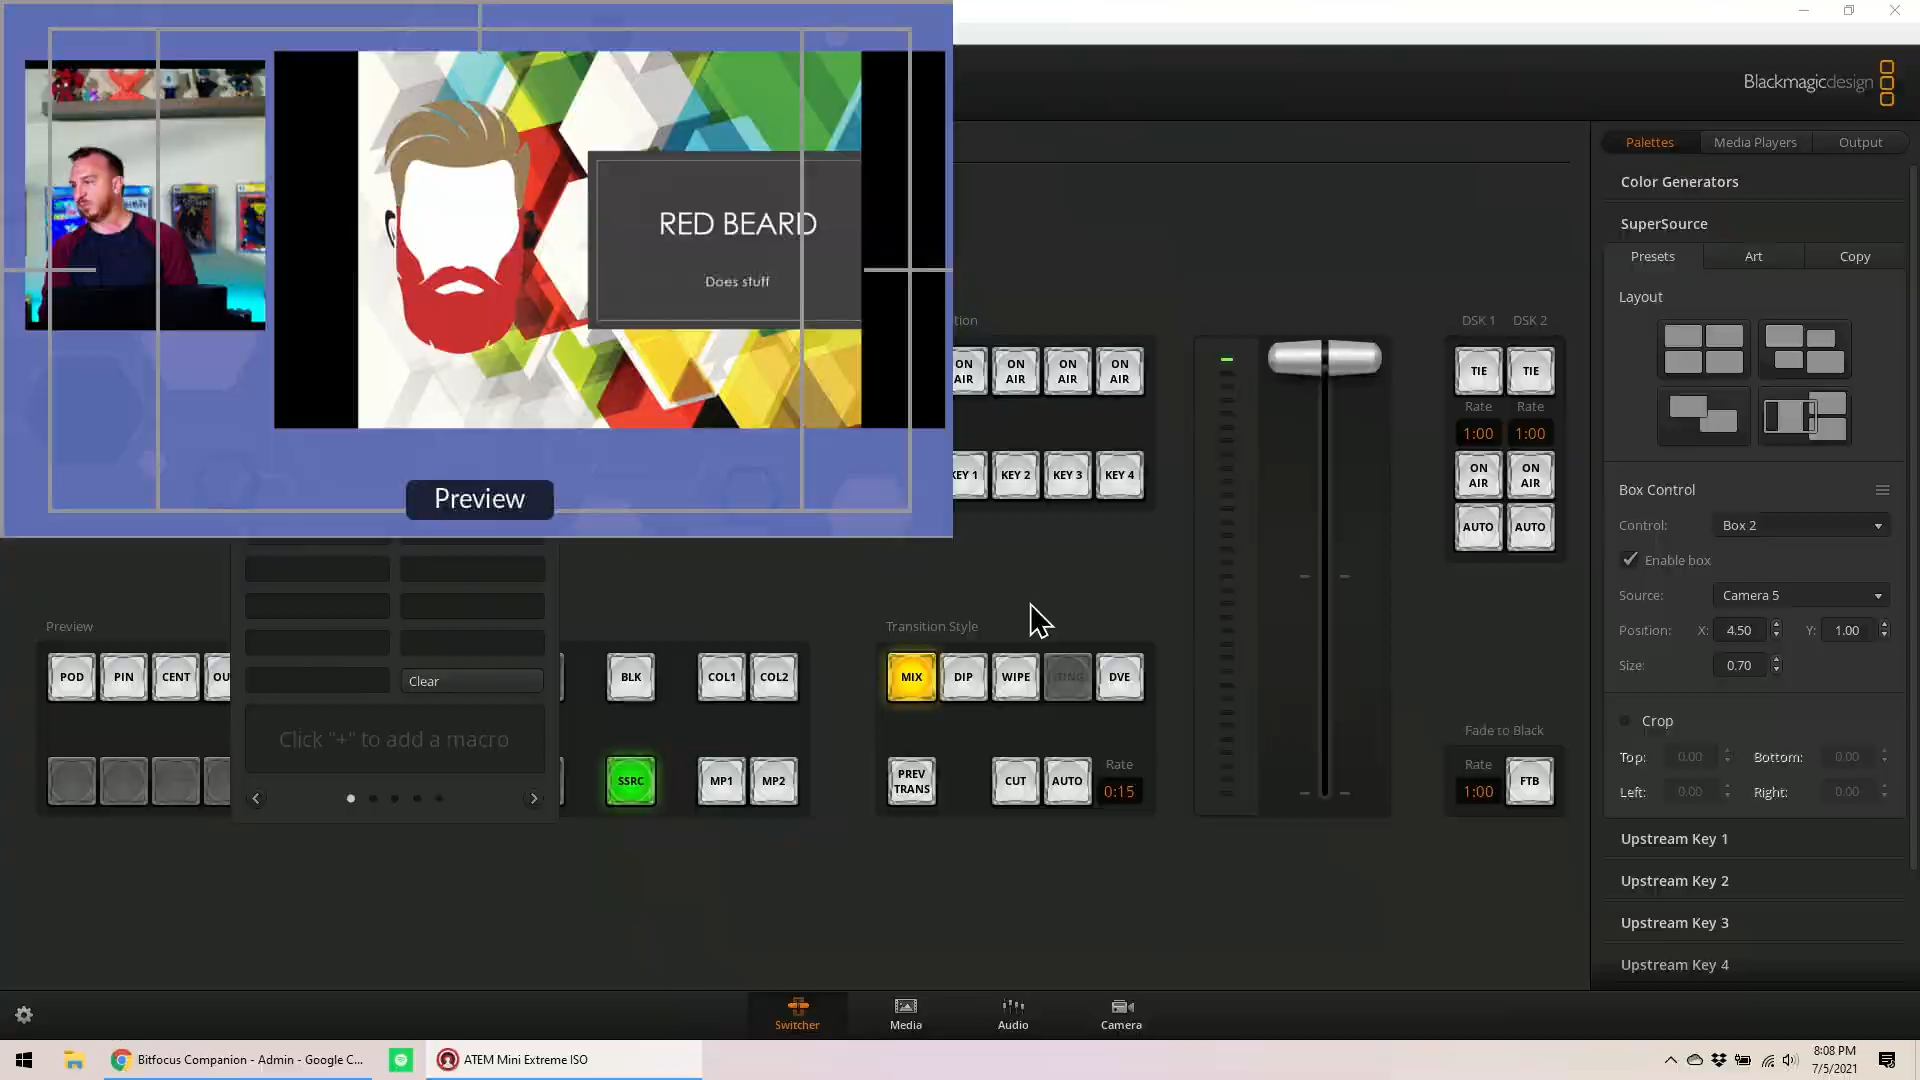 RED BEARD
Does stuff
Preview
Blackmagicdesign
Palettes
Media Players
Output
Color Generators
SuperSource
Presets
Art
Copy
Layout
Box Control
Control:
Box 2
Enable box
Source:
Camera 5
Position:
X:
4.50
Y:
1.00
Size:
0.70
Crop
Top:
0.00
Bottom:
0.00
Left:
0.00
Right:
0.00
Upstream Key 1
Upstream Key 2
Upstream Key 3
Upstream Key 4
tion
ON AIR
ON AIR
ON AIR
ON AIR
KEY 1
KEY 2
KEY 3
KEY 4
DSK 1
DSK 2
TIE
TIE
Rate
Rate
1:00
1:00
ON AIR
ON AIR
AUTO
AUTO
Preview
POD
PIN
CENT
OU
Clear
Click "+" to add a macro
BLK
COL1
COL2
SSRC
MP1
MP2
Transition Style
MIX
DIP
WIPE
STING
DVE
PREV TRANS
CUT
AUTO
Rate
0:15
Fade to Black
Rate
1:00
FTB
Switcher
Media
Audio
Camera
Bitfocus Companion - Admin - Google C...
ATEM Mini Extreme ISO
8:08 PM
7/5/2021